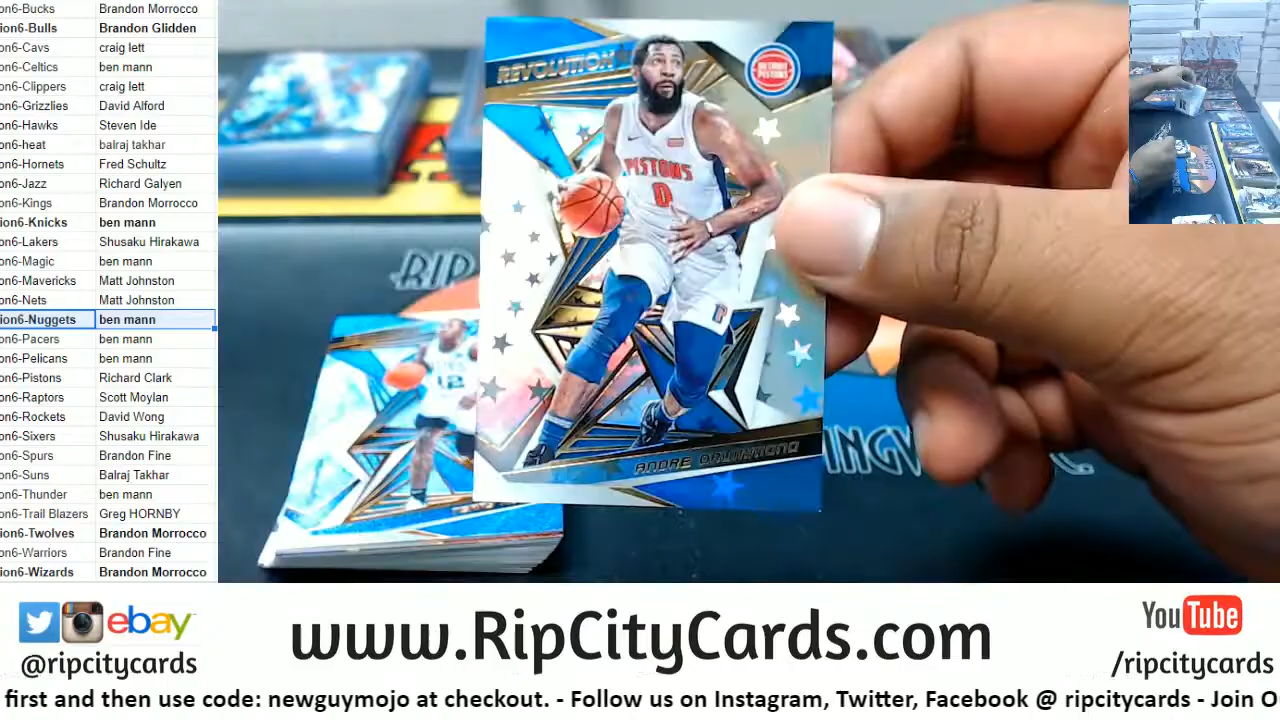 on6-Bucks Brandon Morrocco
ion6-Bulls Brandon Glidden
on6-Cavs craig lett
on6-Celtics ben mann
on6-Clippers craig lett
on6-Grizzlies David Alford
on6-Hawks Steven Ide
on6-heat balraj takhar
on6-Hornets Fred Schultz
on6-Jazz Richard Galyen
on6-Kings Brandon Morrocco
ion6-Knicks ben mann
on6-Lakers Shusaku Hirakawa
on6-Magic ben mann
on6-Mavericks Matt Johnston
on6-Nets Matt Johnston
ion6-Nuggets ben mann
on6-Pacers ben mann
on6-Pelicans ben mann
on6-Pistons Richard Clark
on6-Raptors Scott Moylan
on6-Rockets David Wong
on6-Sixers Shusaku Hirakawa
on6-Spurs Brandon Fine
on6-Suns Balraj Takhar
on6-Thunder ben mann
on6-Trail Blazers Greg HORNBY
ion6-Twolves Brandon Morrocco
on6-Warriors Brandon Fine
ion6-Wizards Brandon Morrocco
REVOLUTION
DETROIT
PISTONS
PISTONS
0
ANDRE DRUMMOND
12
RIP
ebay
@ripcitycards
www.RipCityCards.com
YouTube
/ripcitycards
first and then use code: newguymojo at checkout. - Follow us on Instagram, Twitter, Facebook @ ripcitycards - Join O